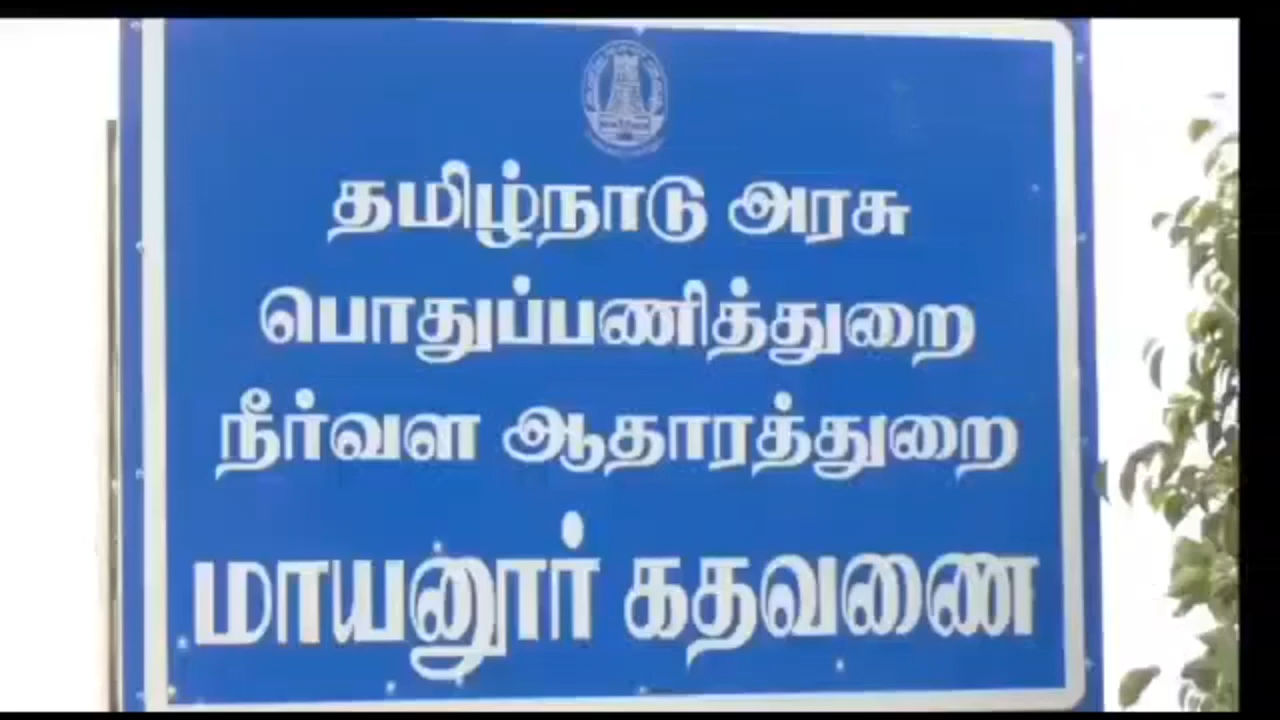 தமிழ்நாடு அரசு
பொதுப்பணித்துறை
நீர்வள ஆதாரத்துறை
மாயனூர் கதவணை